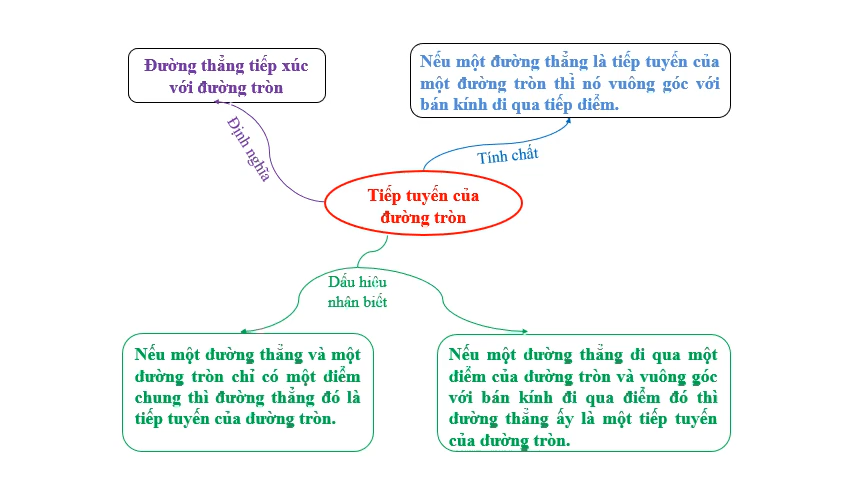 Đường thẳng tiếp xúc
với đường tròn
Nếu một đường thẳng là tiếp tuyến của
một đường tròn thì nó vuông góc với
bán kính đi qua tiếp điểm.
Định nghĩa
Tính chất
Tiếp tuyến của
đường tròn
Dấu hiêu
nhân biết
Nếu một đường thẳng và một
đường tròn chỉ có một điểm
chung thì đường thẳng đó là
tiếp tuyến của đường tròn.
Nếu một đường thẳng đi qua một
điểm của đường tròn và vuông góc
với bán kính đi qua điểm đó thì
đường thẳng ấy là một tiếp tuyến
của đường tròn.